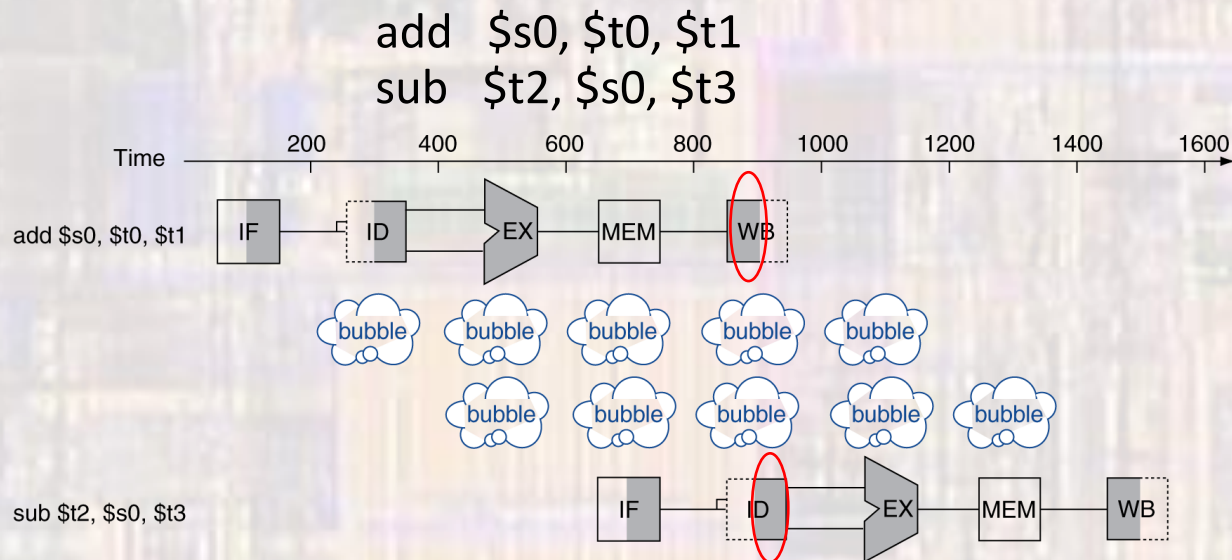 add $s0, $t0, $t1
sub $t2, $s0, $t3
Time 200 400 600 800 1000 1200 1400 1600
add $s0, $t0, $t1 IF ID EX MEM WB
bubble bubble bubble bubble bubble
bubble bubble bubble bubble bubble
sub $t2, $s0, $t3 IF ID EX MEM WB